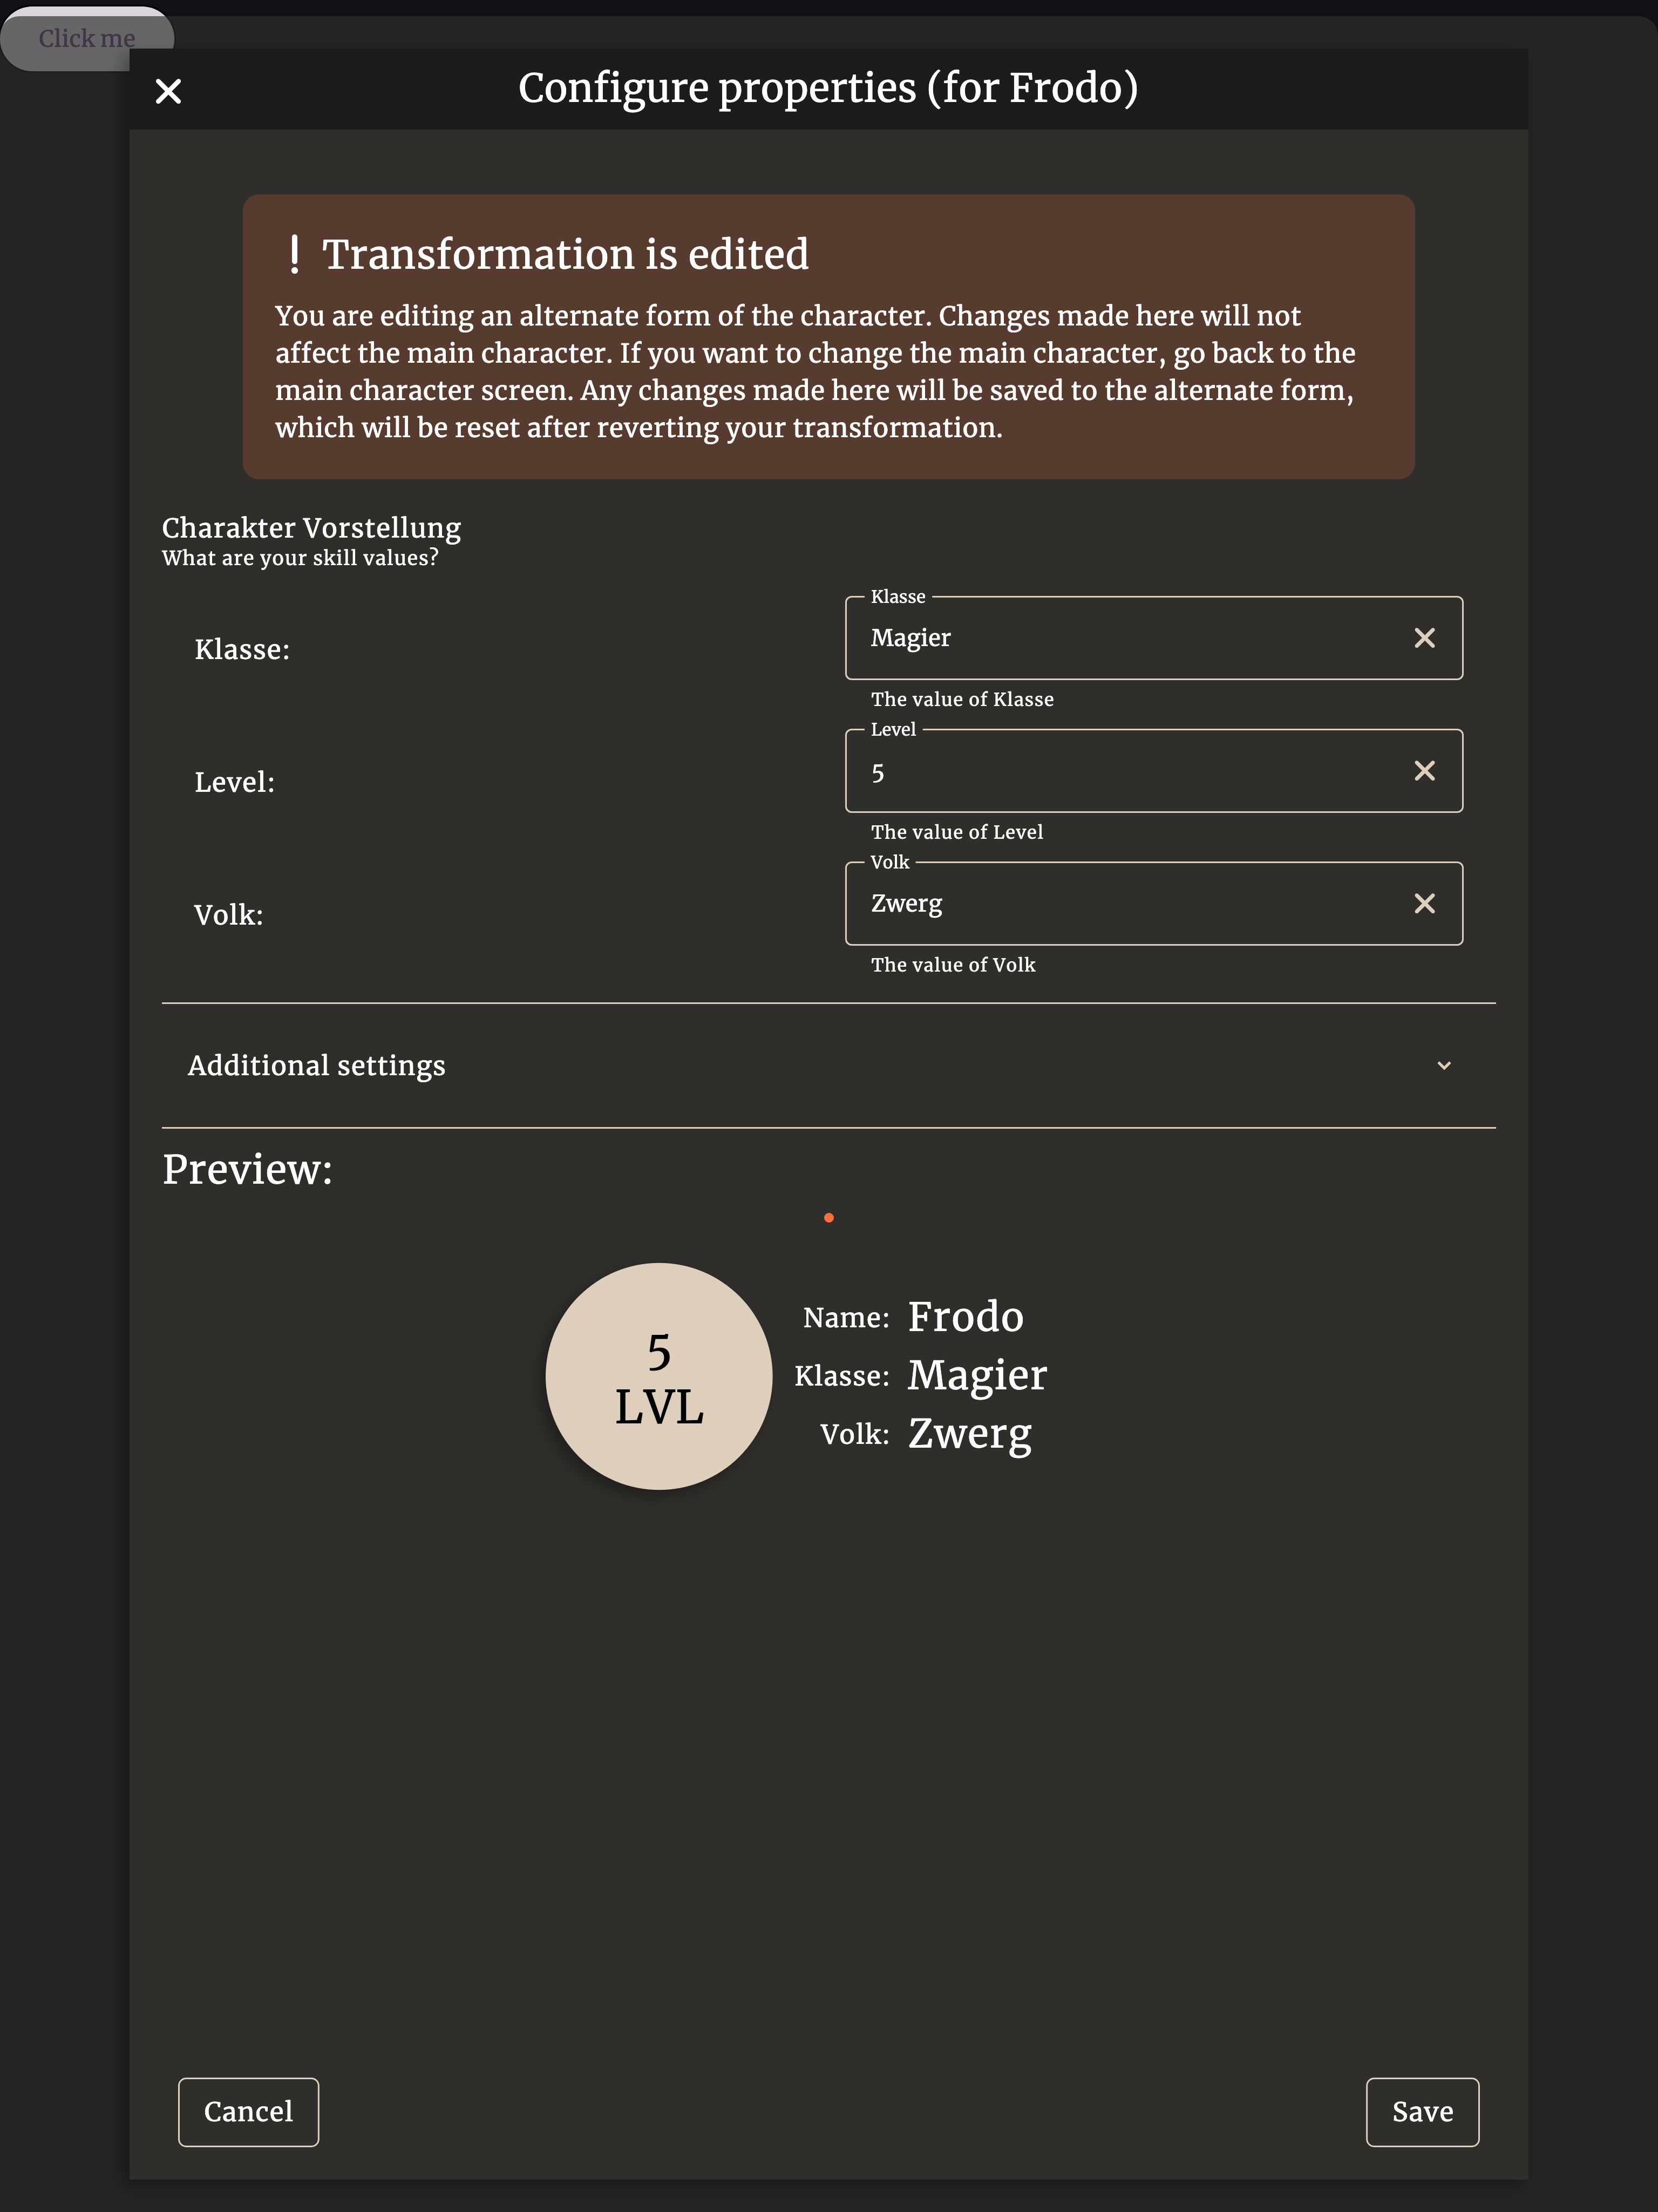 Click me
Configure properties (for Frodo)
! Transformation is edited
You are editing an alternate form of the character. Changes made here will not
affect the main character. If you want to change the main character, go back to the
main character screen. Any changes made here will be saved to the alternate form,
which will be reset after reverting your transformation.
Charakter Vorstellung
What are your skill values?
Klasse:
Klasse
Magier
The value of Klasse
Level:
Level
5
The value of Level
Volk:
Volk
Zwerg
The value of Volk
Additional settings
Preview:
5
LVL
Name: Frodo
Klasse: Magier
Volk: Zwerg
Cancel
Save